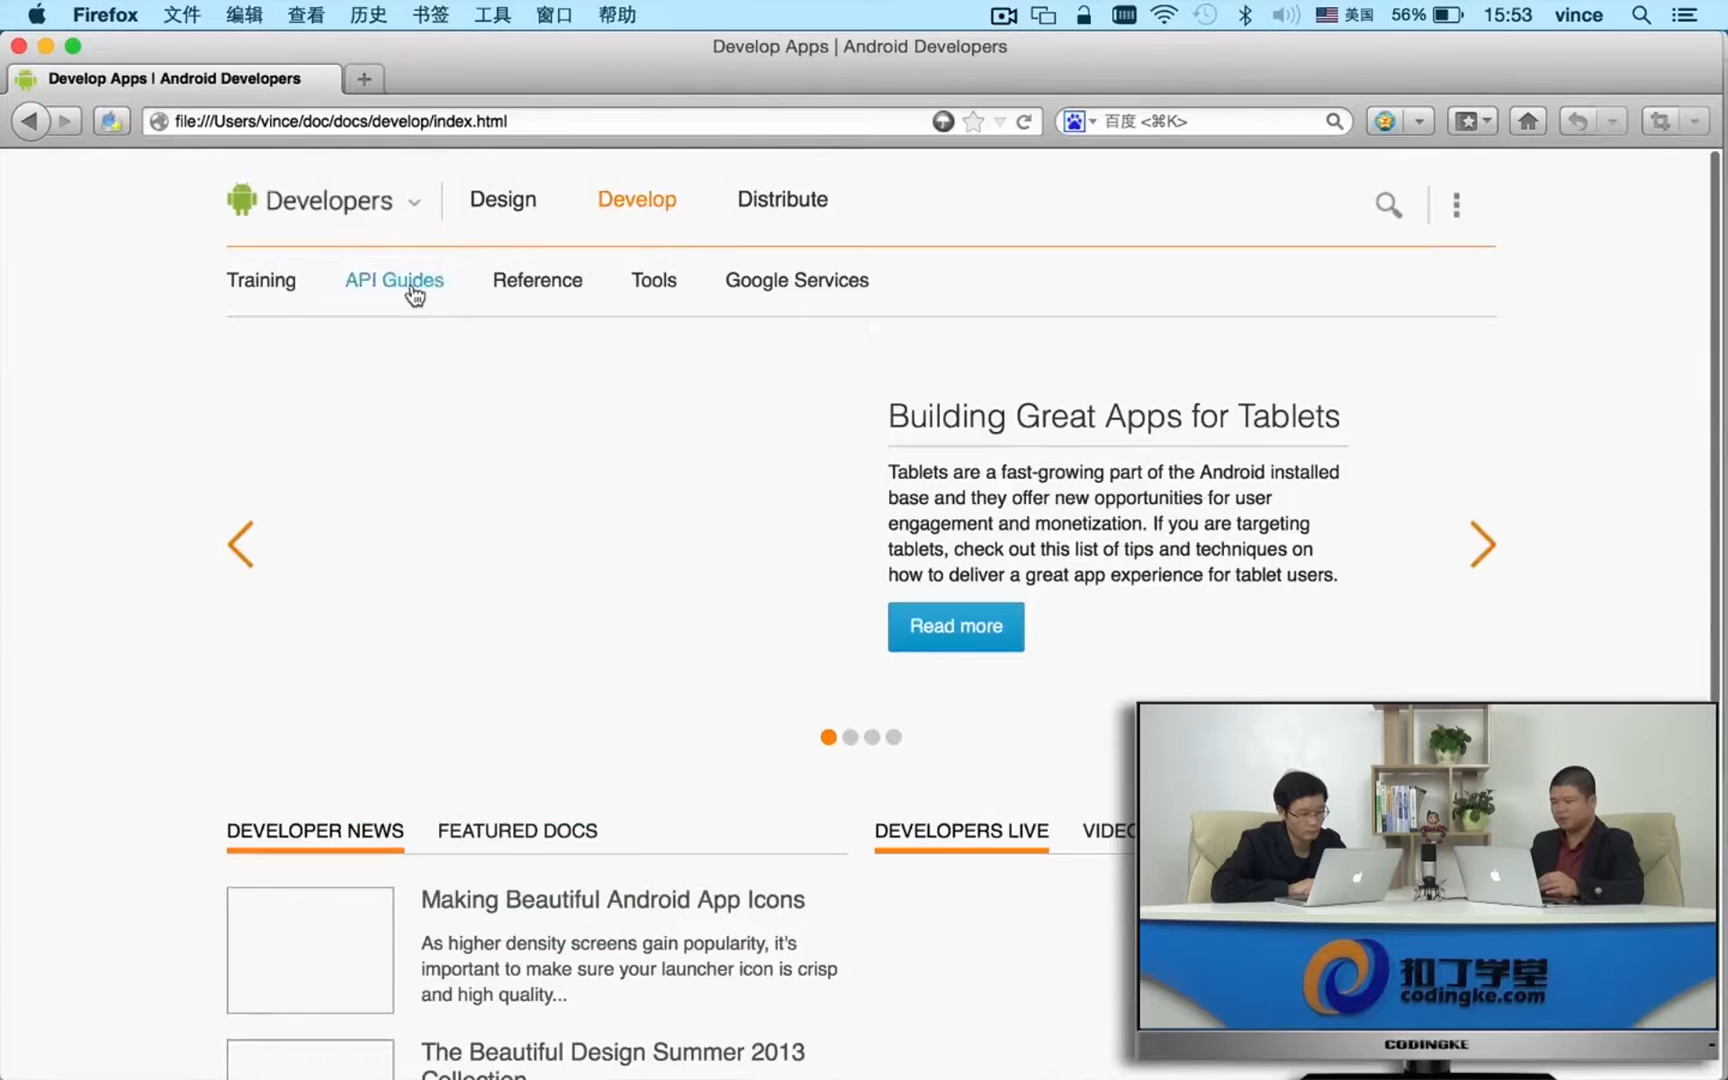 Firefox 文件 编辑 查看 历史 书签 工具 窗口 帮助 美国 56% 15:53 vince
Develop Apps | Android Developers
Develop Apps | Android Developers
file:///Users/vince/doc/docs/develop/index.html 百度 <⌘K>
Developers Design Develop Distribute
Training API Guides Reference Tools Google Services
Building Great Apps for Tablets
Tablets are a fast-growing part of the Android installed
base and they offer new opportunities for user
engagement and monetization. If you are targeting
tablets, check out this list of tips and techniques on
how to deliver a great app experience for tablet users.
Read more
DEVELOPER NEWS FEATURED DOCS DEVELOPERS LIVE VIDEO
Making Beautiful Android App Icons
As higher density screens gain popularity, it's
important to make sure your launcher icon is crisp
and high quality...
The Beautiful Design Summer 2013
Collection
扣丁学堂
codingke.com
CODINGKE